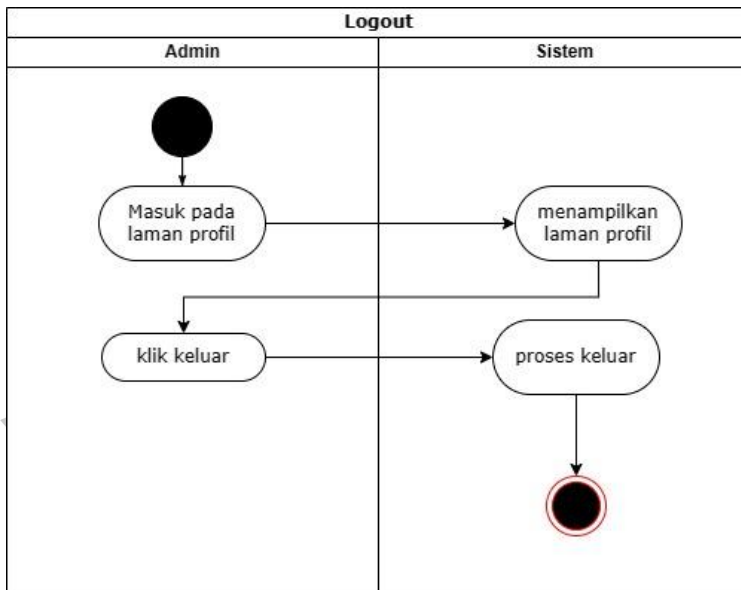 Logout
Admin
Sistem
Masuk pada
laman profil
menampilkan
laman profil
klik keluar
proses keluar